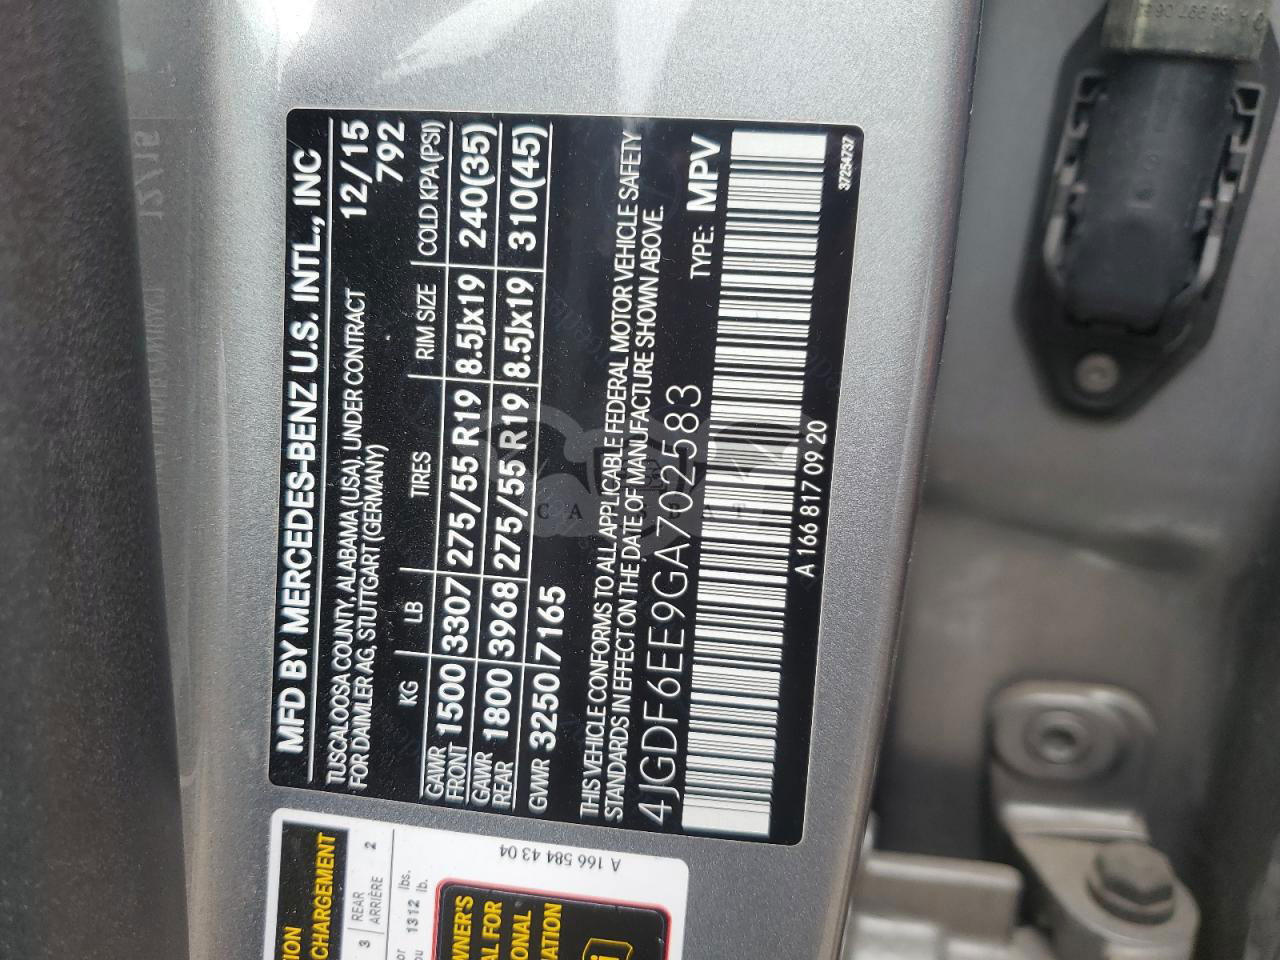 MFD BY MERCEDES-BENZ U.S. INTL., INC
TUSCALOOSA COUNTY, ALABAMA (USA), UNDER CONTRACT 12/15
FOR DAIMLER AG, STUTTGART (GERMANY) 792
KG LB TIRES RIM SIZE COLD KPA (PSI)
GAWR FRONT 1500 3307 275/55 R19 8.5Jx19 240(35)
GAWR REAR 1800 3968 275/55 R19 8.5Jx19 310(45)
GVWR 3250 7165
THIS VEHICLE CONFORMS TO ALL APPLICABLE FEDERAL MOTOR VEHICLE SAFETY
STANDARDS IN EFFECT ON THE DATE OF MANUFACTURE SHOWN ABOVE.
4JGDF6EE9GA702583 TYPE: MPV
A 166 817 09 20
37254737
A 166 584 43 04
CHARGEMENT
3 REAR 2
ARRIÈRE
1312 lbs.
lb.